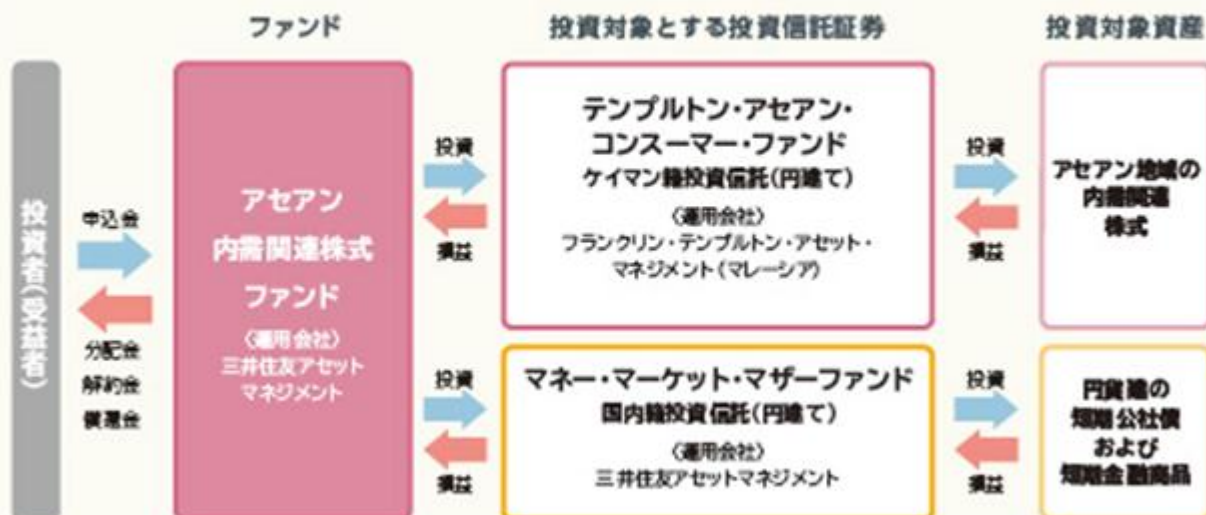 ファンド
投資対象とする投資信託証券
投資対象資産
投資者(受益者)
申込金
分配金
解約金
償還金
アセアン
内需関連株式
ファンド
〈運用会社〉
三井住友アセット
マネジメント
投資
損益
テンプルトン・アセアン・
コンスーマー・ファンド
ケイマン籍投資信託(円建て)
〈運用会社〉
フランクリン・テンプルトン・アセット・
マネジメント(マレーシア)
投資
損益
アセアン地域の
内需関連
株式
投資
損益
マネー・マーケット・マザーファンド
国内籍投資信託(円建て)
〈運用会社〉
三井住友アセットマネジメント
投資
損益
円貨建の
短期公社債
および
短期金融商品